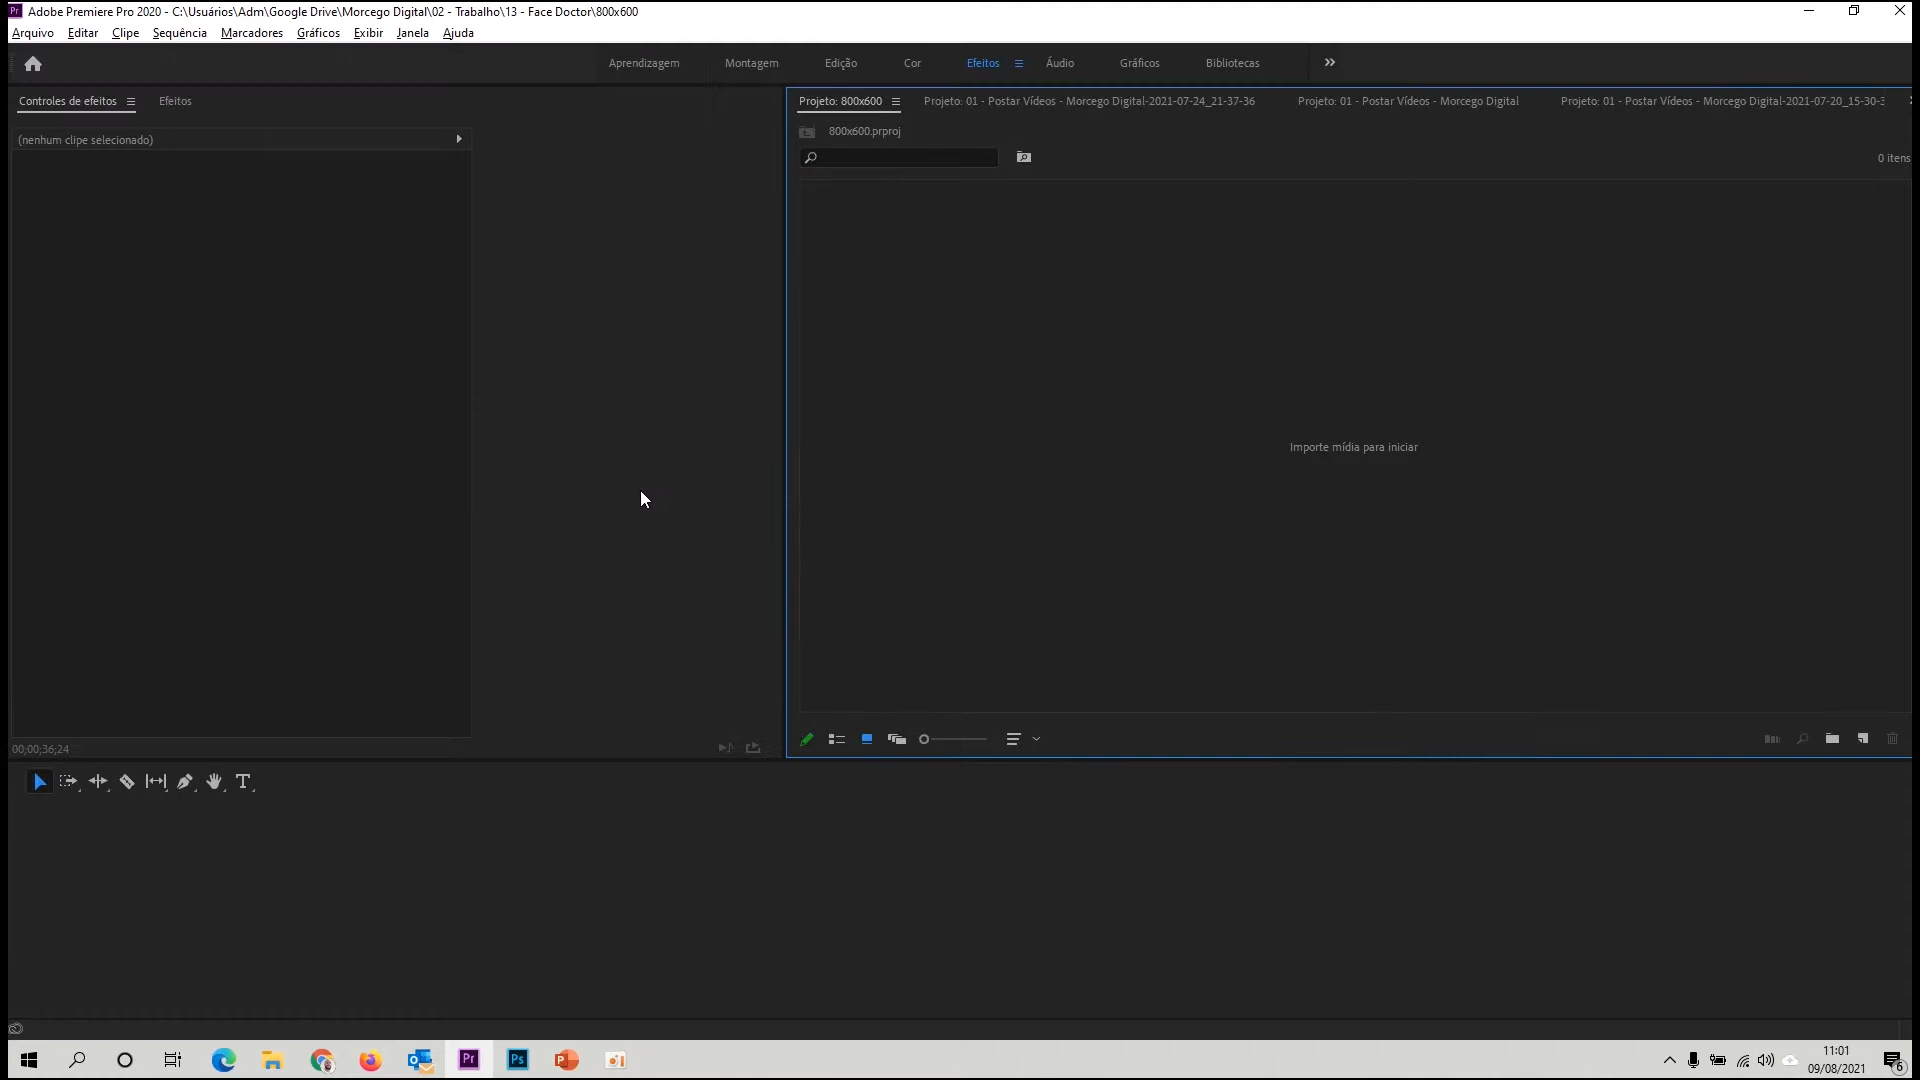 Adobe Premiere Pro 2020 - C:\Usuários\Adm\Google Drive\Morcego Digital\02 - Trabalho\13 - Face Doctor\800x600
Arquivo Editar Clipe Sequência Marcadores Gráficos Exibir Janela Ajuda
Aprendizagem Montagem Edição Cor Efeitos Áudio Gráficos Bibliotecas
Controles de efeitos Efeitos
Projeto: 800x600 Projeto: 01 - Postar Vídeos - Morcego Digital-2021-07-24_21-37-36 Projeto: 01 - Postar Vídeos - Morcego Digital Projeto: 01 - Postar Vídeos - Morcego Digital-2021-07-20_15-30-3
800x600.prproj
(nenhum clipe selecionado)
0 itens
Importe mídia para iniciar
00;00;36;24
11:01
09/08/2021
6